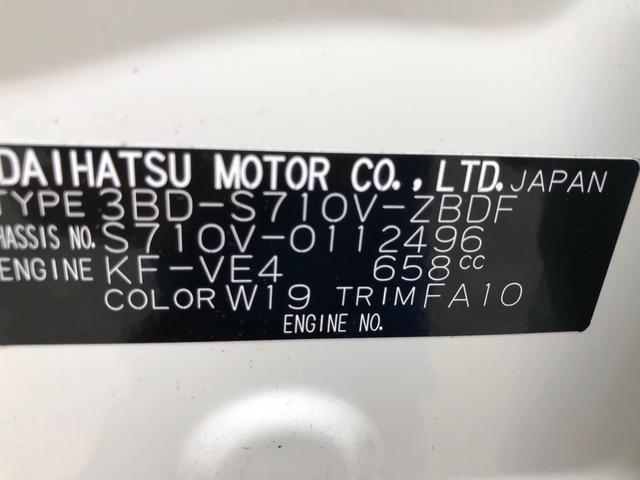 DAIHATSU MOTOR CO., LTD. JAPAN
TYPE 3BD-S710V-ZBDF
CHASSIS NO. S710V-0112496
ENGINE KF-VE4 658cc
COLOR W19 TRIM FA10
ENGINE NO.